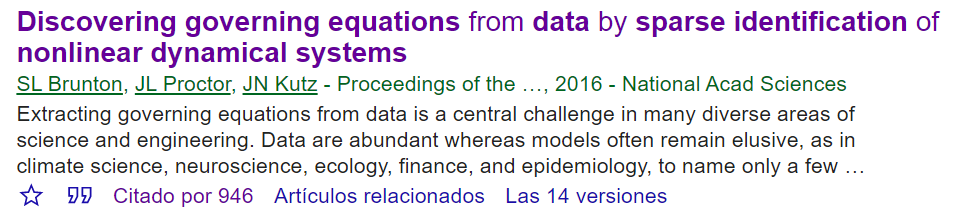 Discovering governing equations from data by sparse identification of
nonlinear dynamical systems
SL Brunton, JL Proctor, JN Kutz - Proceedings of the …, 2016 - National Acad Sciences
Extracting governing equations from data is a central challenge in many diverse areas of
science and engineering. Data are abundant whereas models often remain elusive, as in
climate science, neuroscience, ecology, finance, and epidemiology, to name only a few …
Citado por 946 Artículos relacionados Las 14 versiones